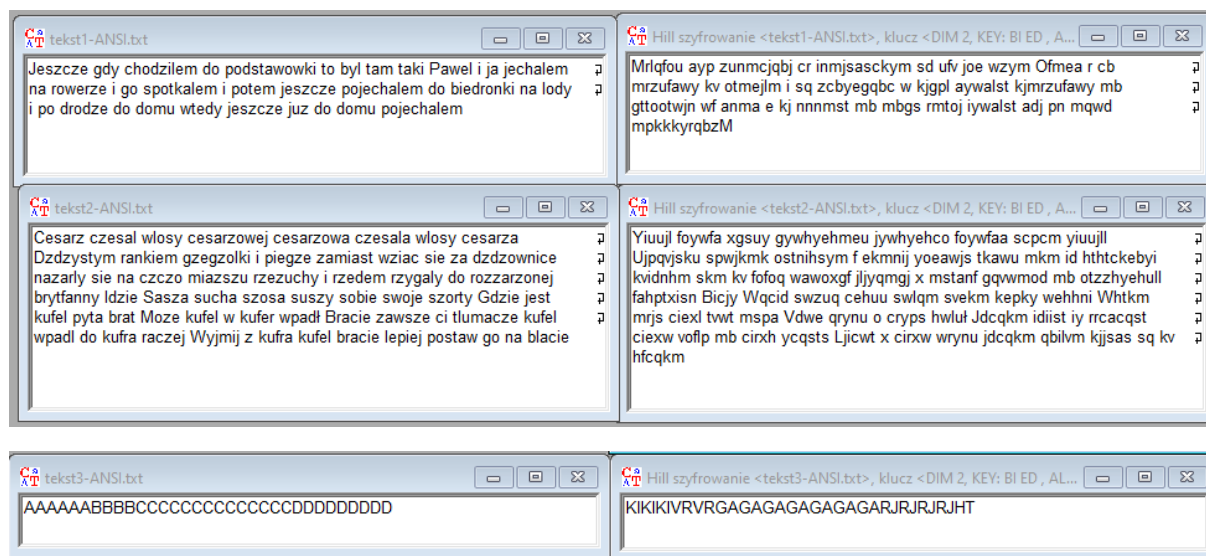 tekst1-ANSI.txt
Jeszcze gdy chodzilem do podstawowki to byl tam taki Pawel i ja jechalem
na rowerze i go spotkalem i potem jeszcze pojechalem do biedronki na lody
i po drodze do domu wtedy jeszcze juz do domu pojechalem
Hill szyfrowanie <tekst1-ANSI.txt>, klucz <DIM 2, KEY: BI ED , A...
Mrlqfou ayp zunmcjqbj cr inmjsasckym sd ufv joe wzym Ofmea r cb
mrzufawy kv otmejlm i sq zcbyegqbc w kjgpl aywalst kjmrzufawy mb
gttootwjn wf anma e kj nnnmst mb mbgs rmtoj iywalst adj pn mqwd
mpkkkyrqbzM
tekst2-ANSI.txt
Cesarz czesal wlosy cesarzowej cesarzowa czesala wlosy cesarza
Dzdzystym rankiem gzegzolki i piegze zamiast wziac sie za dzdzownice
nazarly sie na czczo miazszu rzezuchy i rzedem rzygaly do rozzarzonej
brytfanny Idzie Sasza sucha szosa suszy sobie swoje szorty Gdzie jest
kufel pyta brat Moze kufel w kufer wpadł Bracie zawsze ci tlumacze kufel
wpadl do kufra raczej Wyjmij z kufra kufel bracie lepiej postaw go na blacie
Hill szyfrowanie <tekst2-ANSI.txt>, klucz <DIM 2, KEY: BI ED , A...
Yiuujl foywfa xgsuy gywhyehmeu jywhyehco foywfaa scpcm yiuujll
Ujpqvjsku spwjkmk ostnihsym f ekmnij yoeawjs tkawu mkm id hthtckebyi
kvidnhm skm kv fofoq wawoxgf jljyqmgj x mstanf gqwmod mb otzzhyehull
fahptxisn Bicjy Wqcid swzuq cehuu swlqm svekm kepky wehhni Whtkm
mrjs ciexl tvwt mspa Vdwe qrynu o cryps hwluł Jdcqkm idiist iy rrcacqst
ciexw voflp mb cirxh ycqsts Ljicwt x cirxw wrynu jdcqkm qbilvm kjjsas sq kv
hfcqkm
tekst3-ANSI.txt
AAAAAABBBBCCCCCCCCCCCCCCDDDDDDDDD
Hill szyfrowanie <tekst3-ANSI.txt>, klucz <DIM 2, KEY: BI ED , AL...
KIKIKIVRVRGAGAGAGAGAGAGARJRJRJRJHT